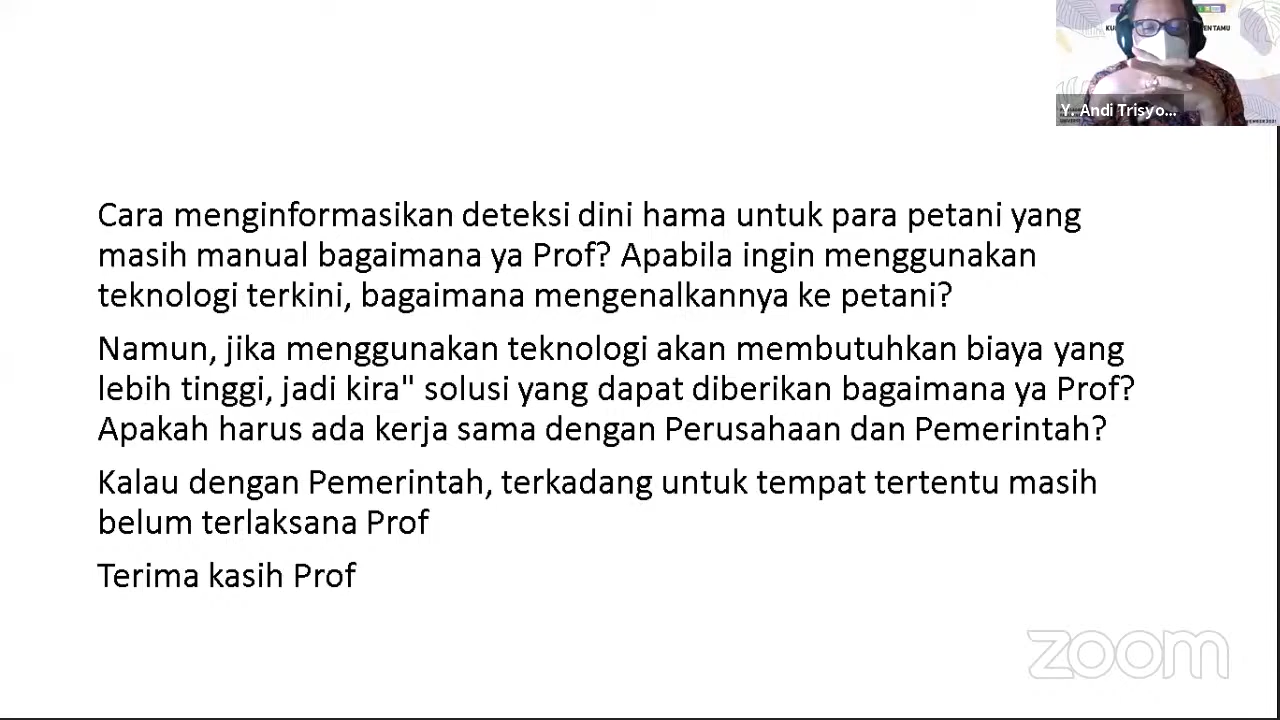 KU
EN TAMU
Y. Andi Trisyo...
Cara menginformasikan deteksi dini hama untuk para petani yang
masih manual bagaimana ya Prof? Apabila ingin menggunakan
teknologi terkini, bagaimana mengenalkannya ke petani?
Namun, jika menggunakan teknologi akan membutuhkan biaya yang
lebih tinggi, jadi kira" solusi yang dapat diberikan bagaimana ya Prof?
Apakah harus ada kerja sama dengan Perusahaan dan Pemerintah?
Kalau dengan Pemerintah, terkadang untuk tempat tertentu masih
belum terlaksana Prof
Terima kasih Prof
zoom